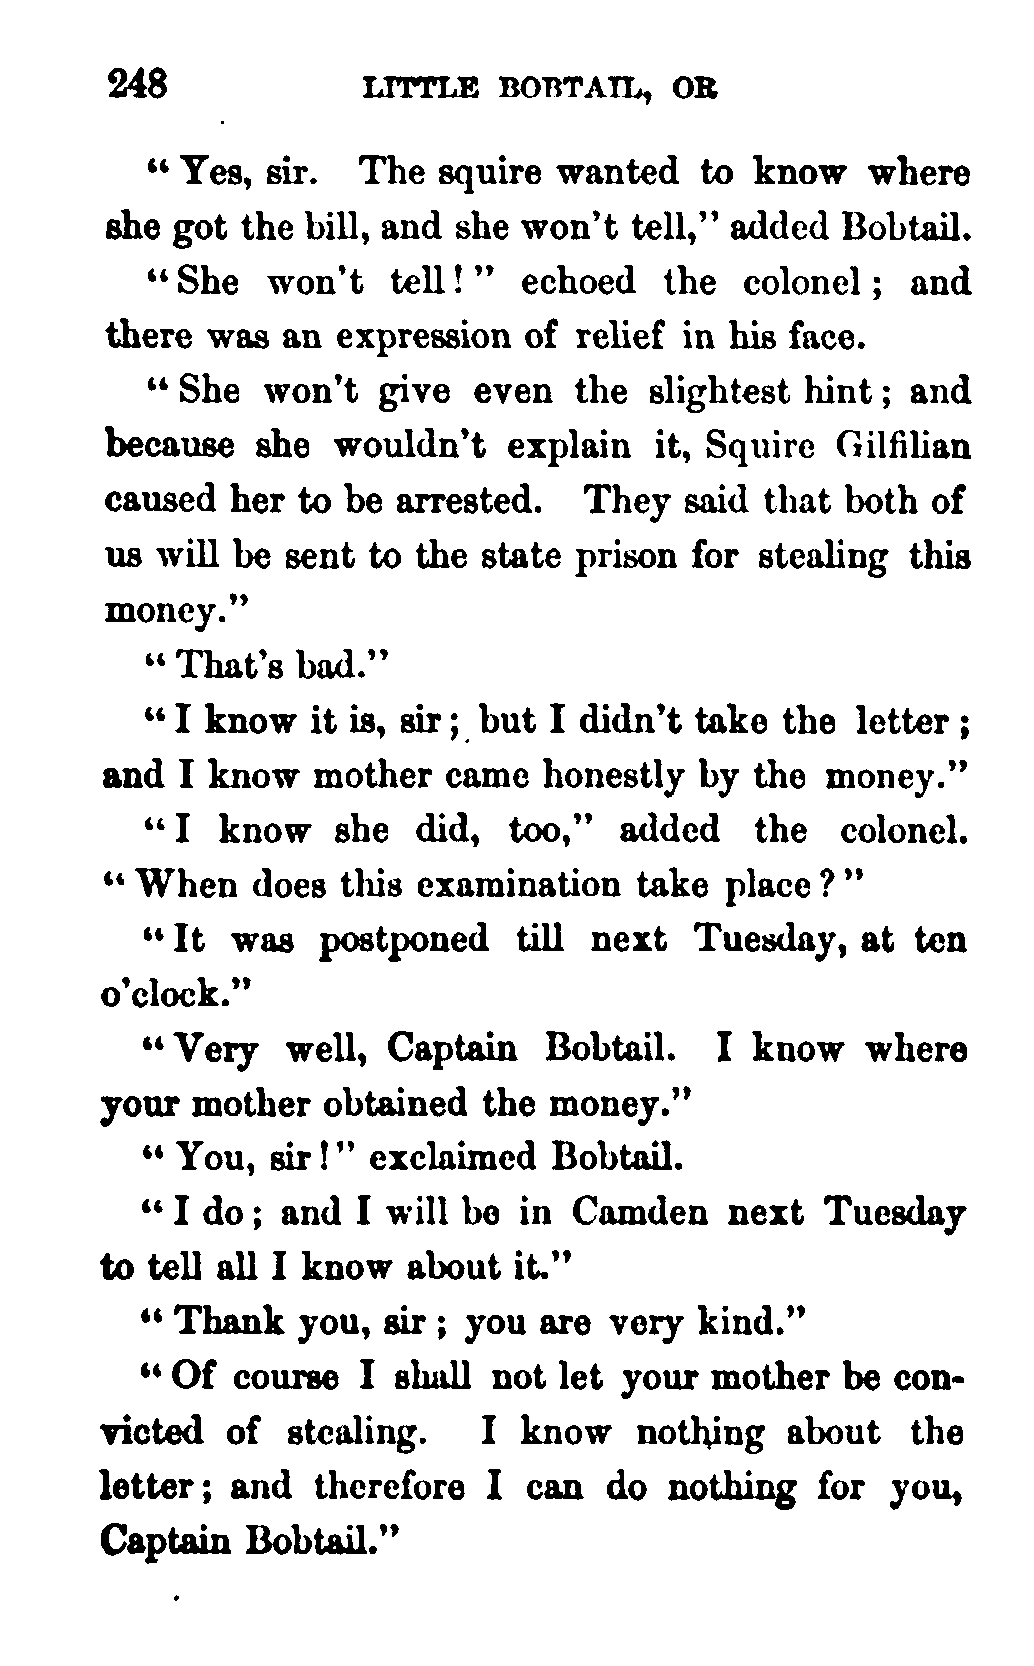 248 LITTLE BOBTAIL, OR
"Yes, sir. The squire wanted to know where
she got the bill, and she won't tell," added Bobtail.
"She won't tell!" echoed the colonel; and
there was an expression of relief in his face.
"She won't give even the slightest hint; and
because she wouldn't explain it, Squire Gilfilian
caused her to be arrested. They said that both of
us will be sent to the state prison for stealing this
money."
"That's bad."
"I know it is, sir; but I didn't take the letter;
and I know mother came honestly by the money."
"I know she did, too," added the colonel.
"When does this examination take place?"
"It was postponed till next Tuesday, at ten
o'clock."
"Very well, Captain Bobtail. I know where
your mother obtained the money."
"You, sir!" exclaimed Bobtail.
"I do; and I will be in Camden next Tuesday
to tell all I know about it."
"Thank you, sir; you are very kind."
"Of course I shall not let your mother be con-
victed of stealing. I know nothing about the
letter; and therefore I can do nothing for you,
Captain Bobtail."